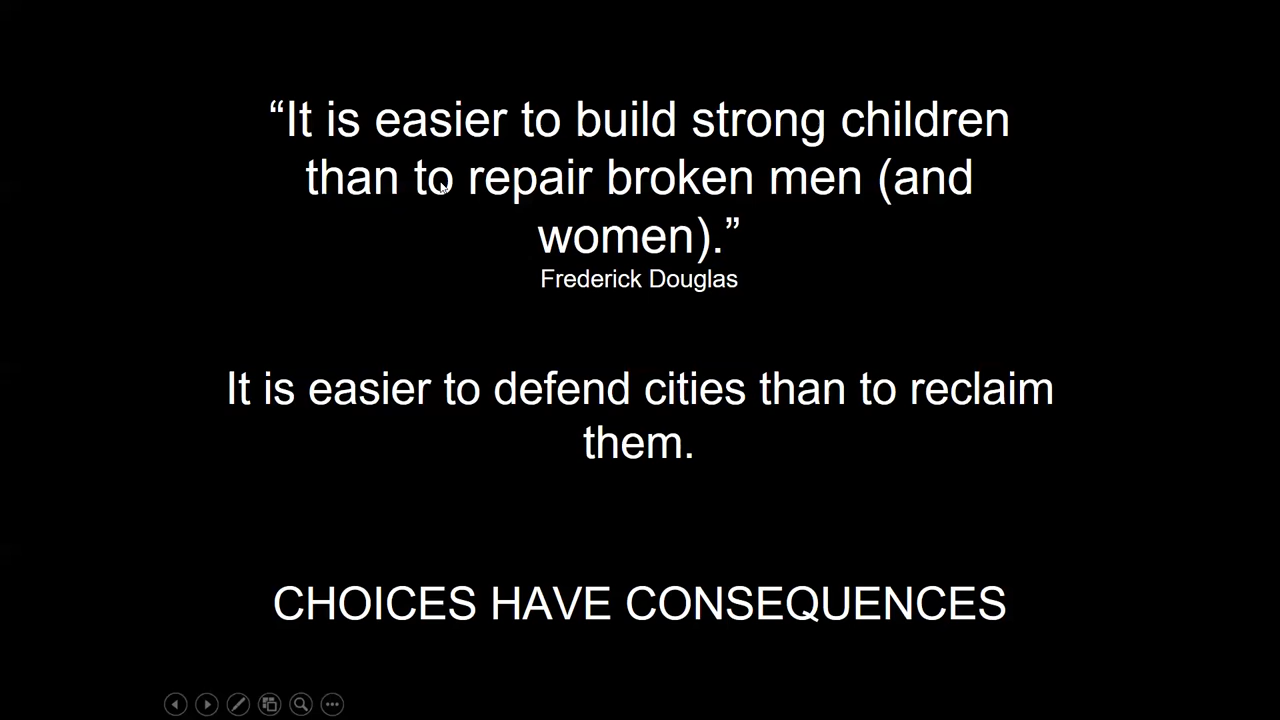 “It is easier to build strong children
than to repair broken men (and
women).”
Frederick Douglas
It is easier to defend cities than to reclaim
them.
CHOICES HAVE CONSEQUENCES